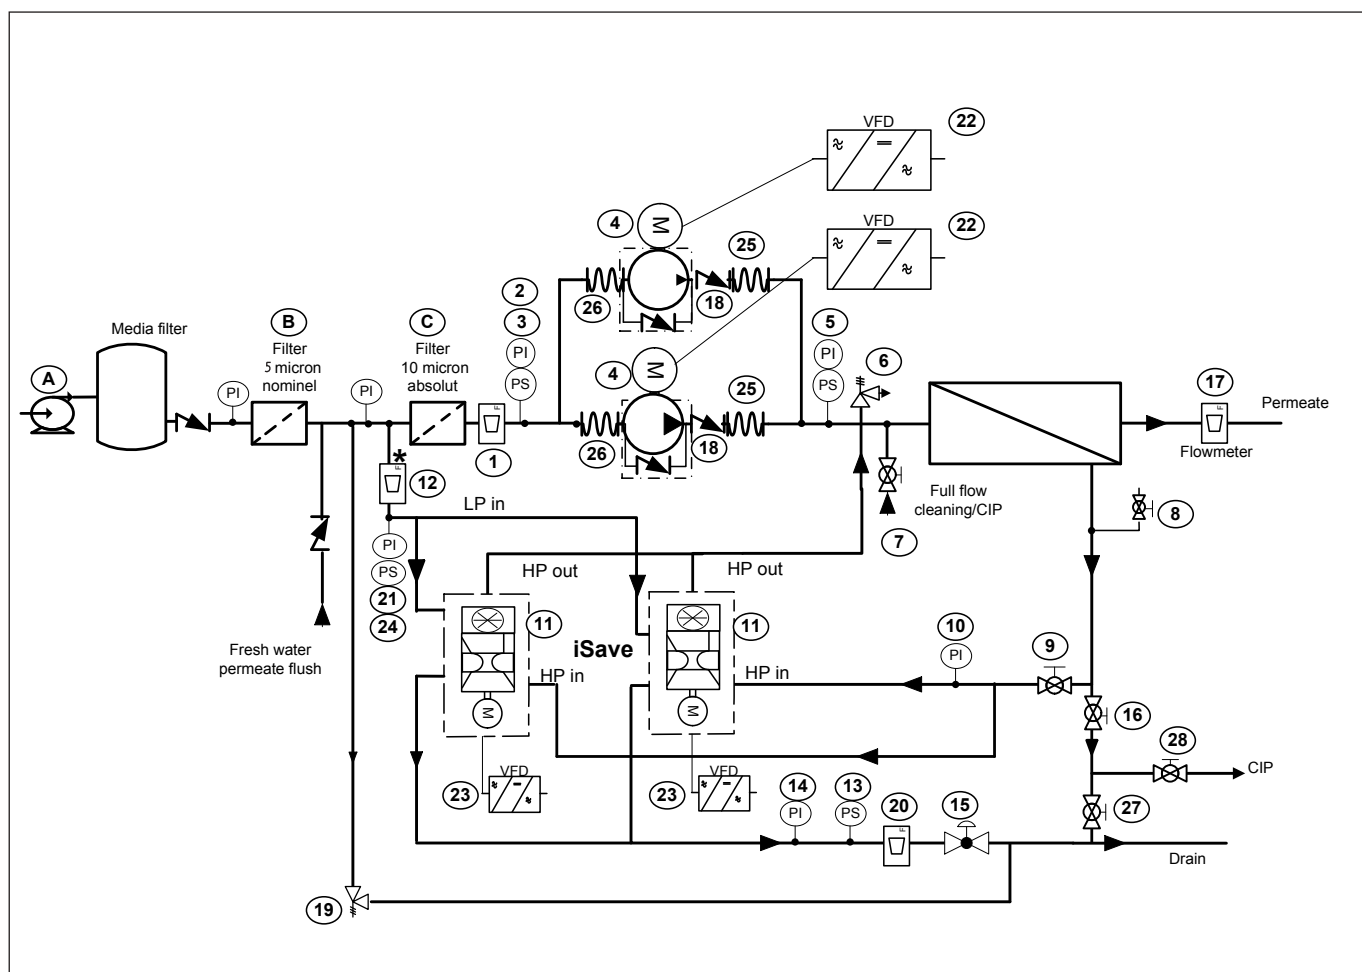 VFD
22
4
M
VFD
22
25
2
26
18
B
C
3
5
Media filter
Filter
5 micron
nominel
Filter
10 micron
absolut
PI
PI
6
A
4
M
PS
PS
25
17
PI
PI
F
F
Permeate
26
18
1
Flowmeter
*
F
12
Full flow
cleaning/CIP
8
LP in
7
PI
HP out
HP out
PS
21
24
11
11
10
9
Fresh water
permeate flush
iSave
PI
HP in
HP in
M
M
16
28
VFD
VFD
CIP
23
23
14
13
20
15
27
PI
PS
F
Drain
19